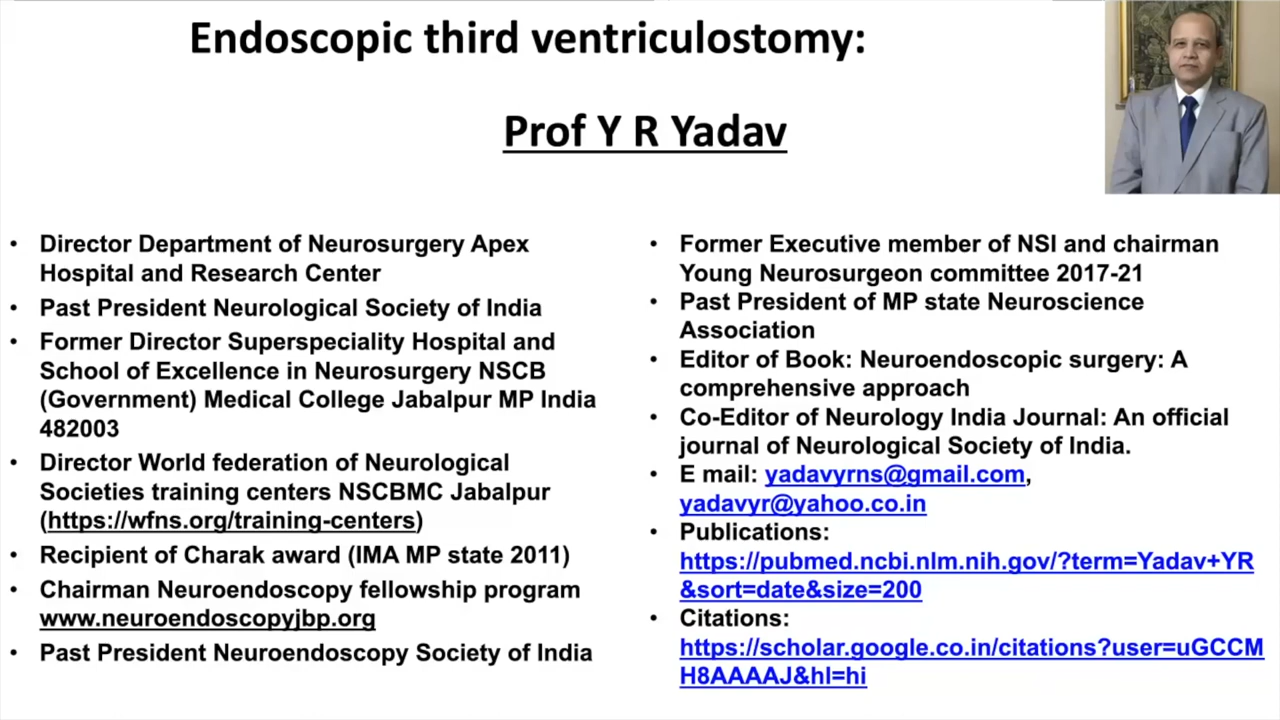 Endoscopic third ventriculostomy:
Prof Y R Yadav
• Director Department of Neurosurgery Apex
Hospital and Research Center
• Past President Neurological Society of India
• Former Director Superspeciality Hospital and
School of Excellence in Neurosurgery NSCB
(Government) Medical College Jabalpur MP India
482003
• Director World federation of Neurological
Societies training centers NSCBMC Jabalpur
(https://wfns.org/training-centers)
• Recipient of Charak award (IMA MP state 2011)
• Chairman Neuroendoscopy fellowship program
www.neuroendoscopyjbp.org
• Past President Neuroendoscopy Society of India
• Former Executive member of NSI and chairman
Young Neurosurgeon committee 2017-21
• Past President of MP state Neuroscience
Association
• Editor of Book: Neuroendoscopic surgery: A
comprehensive approach
• Co-Editor of Neurology India Journal: An official
journal of Neurological Society of India.
• E mail: yadavyrns@gmail.com,
yadavyr@yahoo.co.in
• Publications:
https://pubmed.ncbi.nlm.nih.gov/?term=Yadav+YR
&sort=date&size=200
• Citations:
https://scholar.google.co.in/citations?user=uGCCM
H8AAAAJ&hl=hi